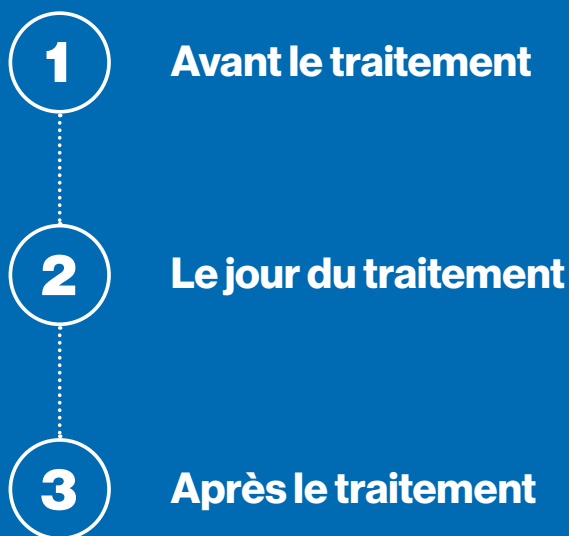 1 Avant le traitement
2 Le jour du traitement
3 Après le traitement